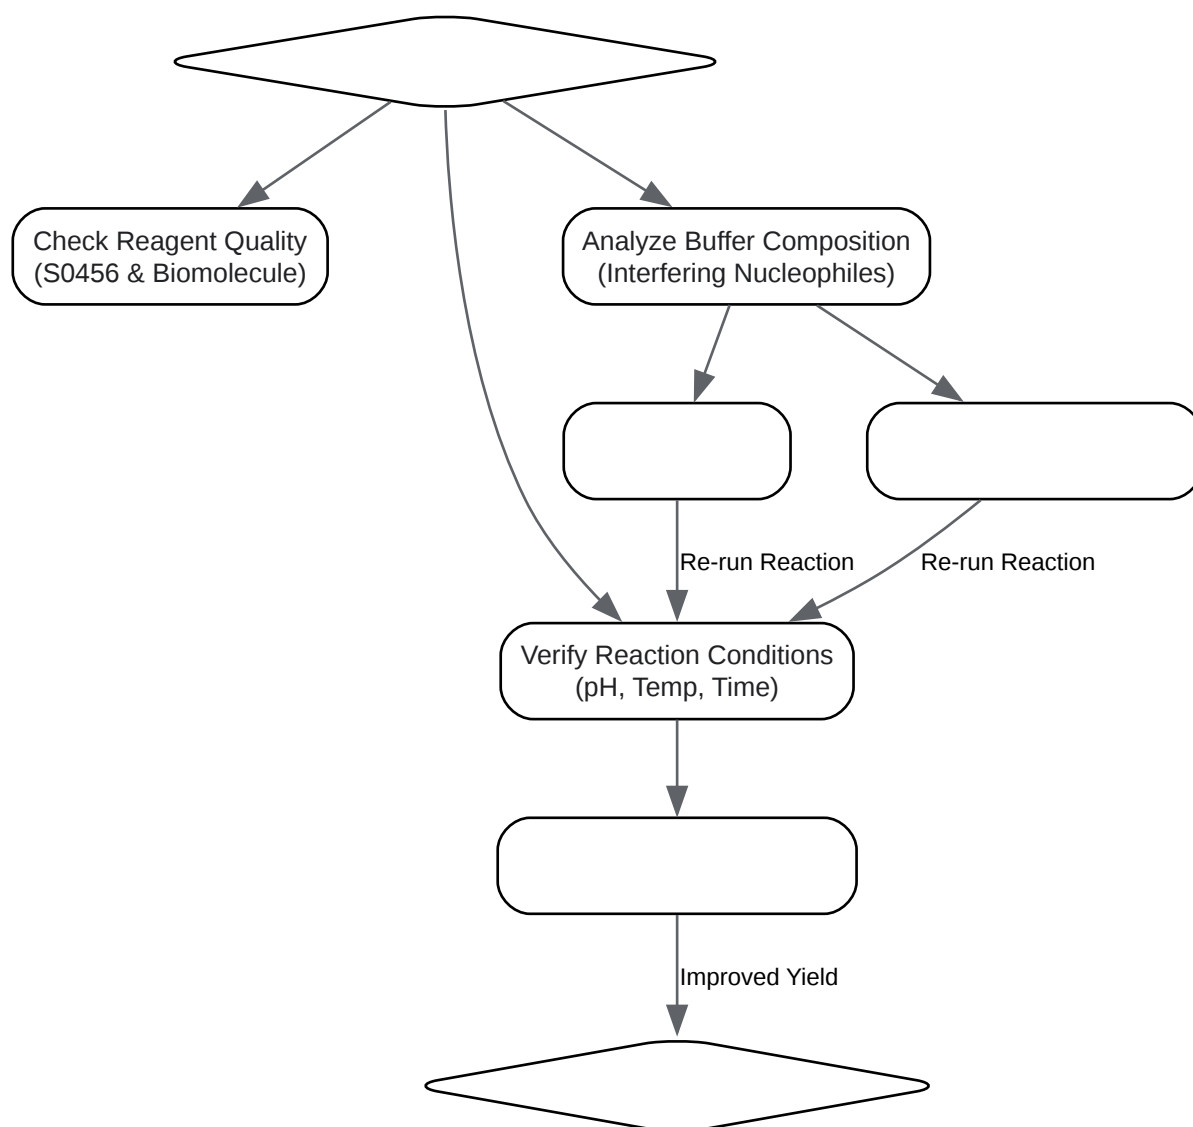 Check Reagent Quality
(S0456 & Biomolecule)
Analyze Buffer Composition
(Interfering Nucleophiles)
Re-run Reaction
Re-run Reaction
Verify Reaction Conditions
(pH, Temp, Time)
Improved Yield